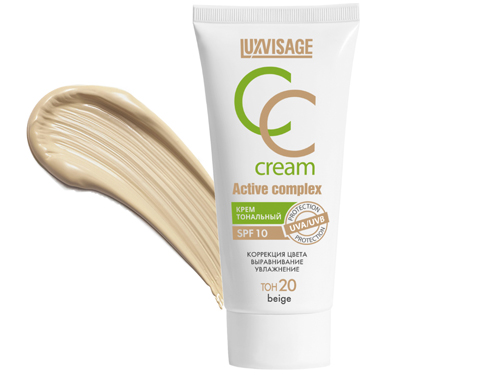 LUXVISAGE
CC
cream
Active complex
КРЕМ
ТОНАЛЬНЫЙ
SPF 10
PROTECTION
UVA/UVB
PROTECTION
КОРРЕКЦИЯ ЦВЕТА
ВЫРАВНИВАНИЕ
УВЛАЖНЕНИЕ
ТОН 20
beige